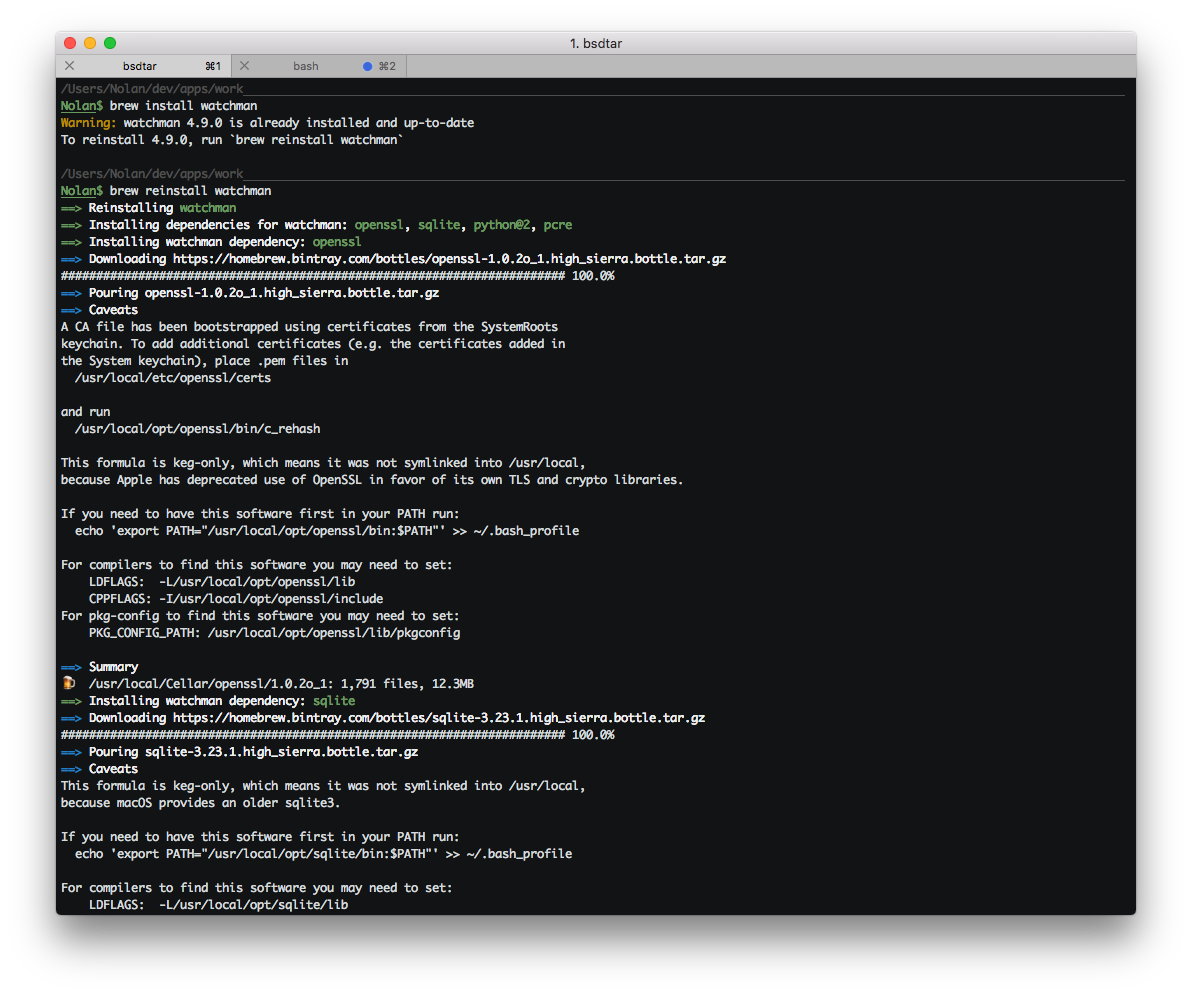 1. bsdtar
bsdtar ⌘1 bash ⌘2
/Users/Nolan/dev/apps/work
Nolan$ brew install watchman
Warning: watchman 4.9.0 is already installed and up-to-date
To reinstall 4.9.0, run `brew reinstall watchman`
/Users/Nolan/dev/apps/work
Nolan$ brew reinstall watchman
==> Reinstalling watchman
==> Installing dependencies for watchman: openssl, sqlite, python@2, pcre
==> Installing watchman dependency: openssl
==> Downloading https://homebrew.bintray.com/bottles/openssl-1.0.2o_1.high_sierra.bottle.tar.gz
######################################################################## 100.0%
==> Pouring openssl-1.0.2o_1.high_sierra.bottle.tar.gz
==> Caveats
A CA file has been bootstrapped using certificates from the SystemRoots
keychain. To add additional certificates (e.g. the certificates added in
the System keychain), place .pem files in
  /usr/local/etc/openssl/certs
and run
  /usr/local/opt/openssl/bin/c_rehash
This formula is keg-only, which means it was not symlinked into /usr/local,
because Apple has deprecated use of OpenSSL in favor of its own TLS and crypto libraries.
If you need to have this software first in your PATH run:
  echo 'export PATH="/usr/local/opt/openssl/bin:$PATH"' >> ~/.bash_profile
For compilers to find this software you may need to set:
    LDFLAGS:  -L/usr/local/opt/openssl/lib
    CPPFLAGS: -I/usr/local/opt/openssl/include
For pkg-config to find this software you may need to set:
    PKG_CONFIG_PATH: /usr/local/opt/openssl/lib/pkgconfig
==> Summary
🍺  /usr/local/Cellar/openssl/1.0.2o_1: 1,791 files, 12.3MB
==> Installing watchman dependency: sqlite
==> Downloading https://homebrew.bintray.com/bottles/sqlite-3.23.1.high_sierra.bottle.tar.gz
######################################################################## 100.0%
==> Pouring sqlite-3.23.1.high_sierra.bottle.tar.gz
==> Caveats
This formula is keg-only, which means it was not symlinked into /usr/local,
because macOS provides an older sqlite3.
If you need to have this software first in your PATH run:
  echo 'export PATH="/usr/local/opt/sqlite/bin:$PATH"' >> ~/.bash_profile
For compilers to find this software you may need to set:
    LDFLAGS:  -L/usr/local/opt/sqlite/lib